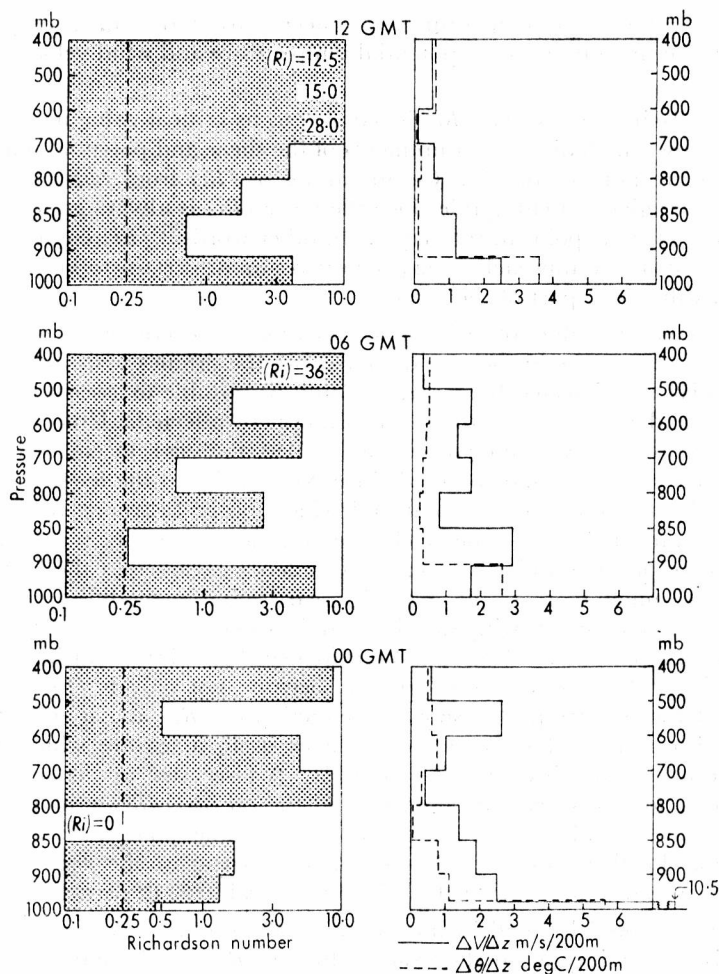 12 GMT
mb
400
500
600
700
800
850
900
1000
(Ri)=12·5
15·0
28·0
0·1 0·25 1·0 3·0 10·0
mb
400
500
600
700
800
850
900
1000
0 1 2 3 4 5 6
06 GMT
mb
400
500
600
700
800
850
900
1000
Pressure
(Ri)=36
0·1 0·25 1·0 3·0 10·0
mb
400
500
600
700
800
850
900
1000
0 1 2 3 4 5 6
00 GMT
mb
400
500
600
700
800
850
900
1000
(Ri)=0
0·1 0·25 0·5 1·0 3·0 10·0
Richardson number
mb
400
500
600
700
800
850
900
1000
10·5
0 1 2 3 4 5 6
ΔV/Δz m/s/200m
Δθ/Δz degC/200m